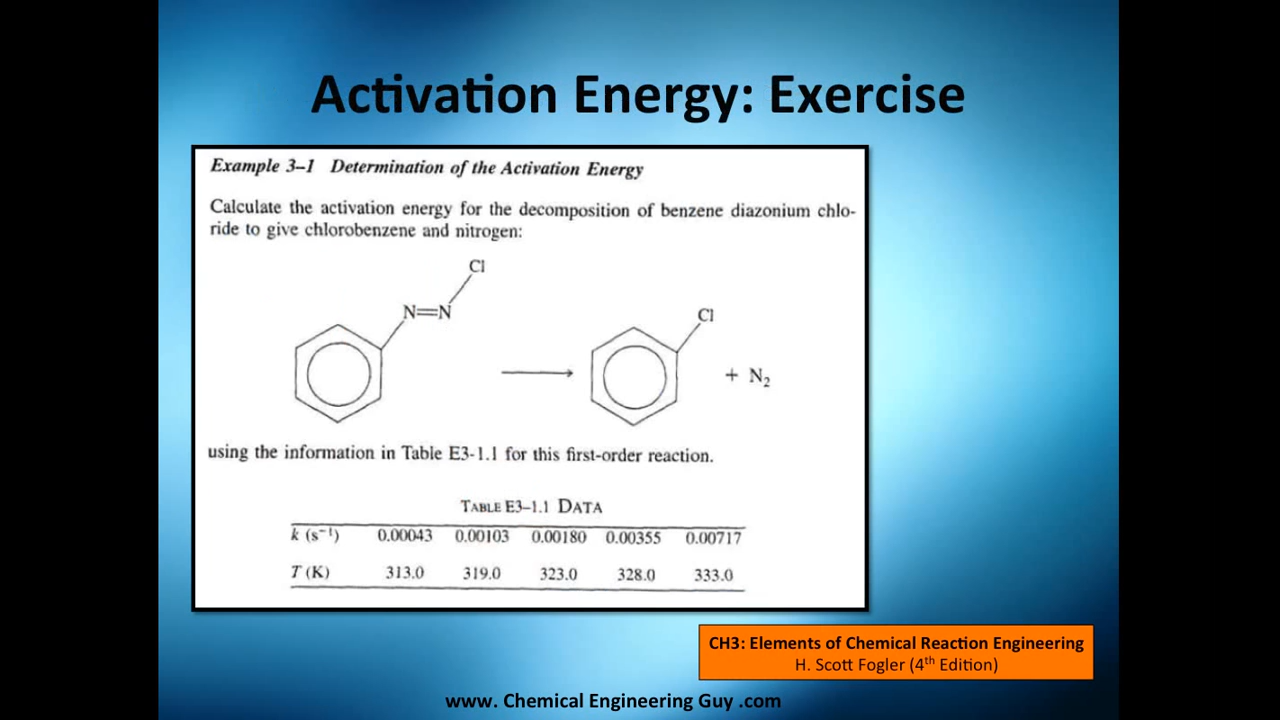 Activation Energy: Exercise
Example 3–1 Determination of the Activation Energy
Calculate the activation energy for the decomposition of benzene diazonium chlo-
ride to give chlorobenzene and nitrogen:
Cl
N=N
Cl
+ N₂
using the information in Table E3-1.1 for this first-order reaction.
TABLE E3–1.1 DATA
k (s⁻¹) 0.00043 0.00103 0.00180 0.00355 0.00717
T (K) 313.0 319.0 323.0 328.0 333.0
CH3: Elements of Chemical Reaction Engineering
H. Scott Fogler (4th Edition)
www. Chemical Engineering Guy .com